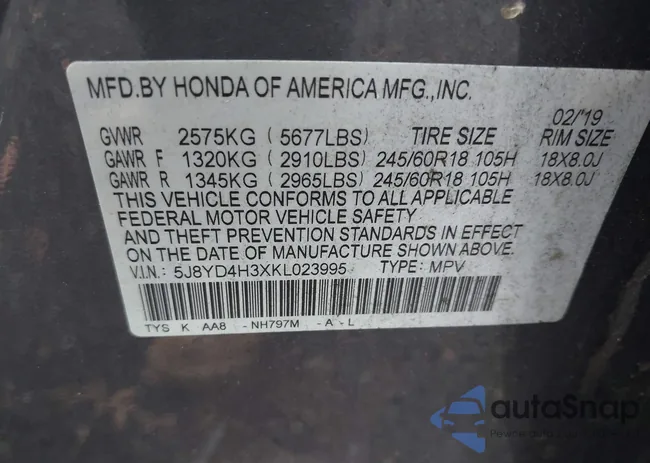 MFD.BY HONDA OF AMERICA MFG.,INC.
02/'19
GVWR 2575KG ( 5677LBS) TIRE SIZE RIM SIZE
GAWR F 1320KG ( 2910LBS) 245/60R18 105H 18X8.0J
GAWR R 1345KG ( 2965LBS) 245/60R18 105H 18X8.0J
THIS VEHICLE CONFORMS TO ALL APPLICABLE
FEDERAL MOTOR VEHICLE SAFETY
AND THEFT PREVENTION STANDARDS IN EFFECT
ON THE DATE OF MANUFACTURE SHOWN ABOVE.
V.I.N.: 5J8YD4H3XKL023995 TYPE: MPV
TYS K AA8 -NH797M -A-L
autoSnap